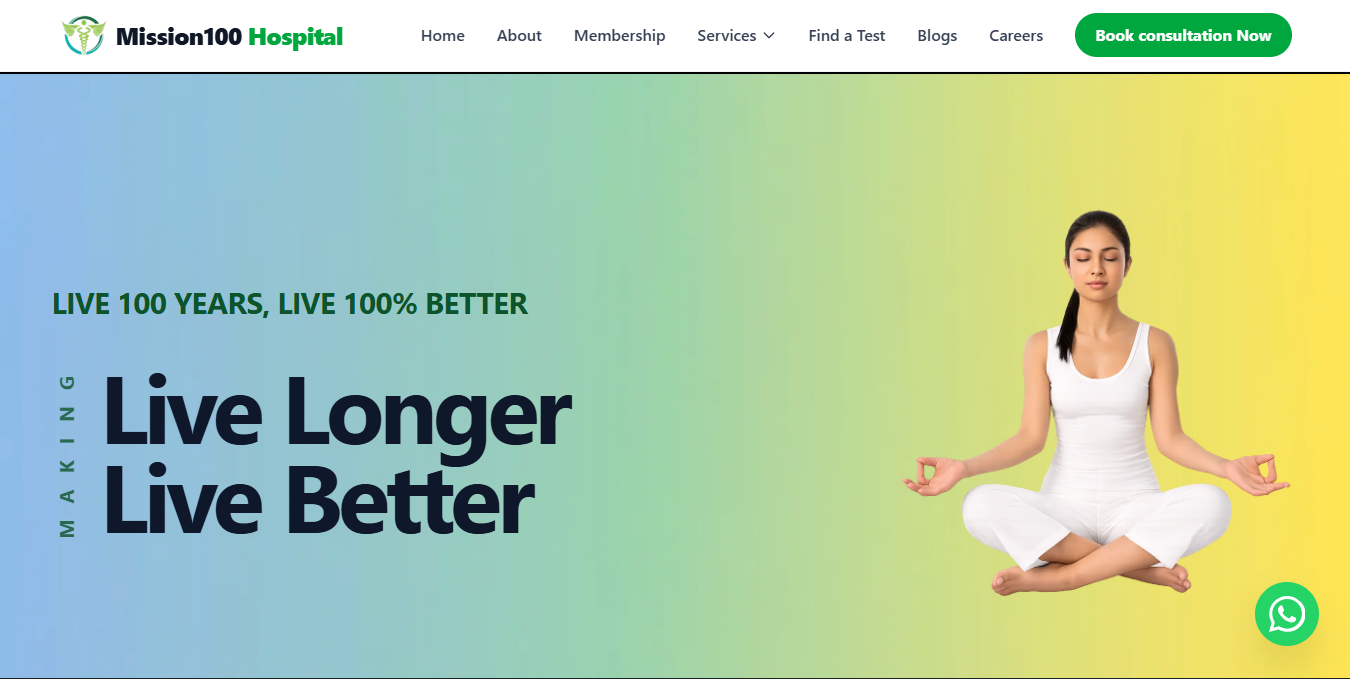 Mission100 Hospital
Home
About
Membership
Services
Find a Test
Blogs
Careers
Book consultation Now
LIVE 100 YEARS, LIVE 100% BETTER
MAKING
Live Longer
Live Better